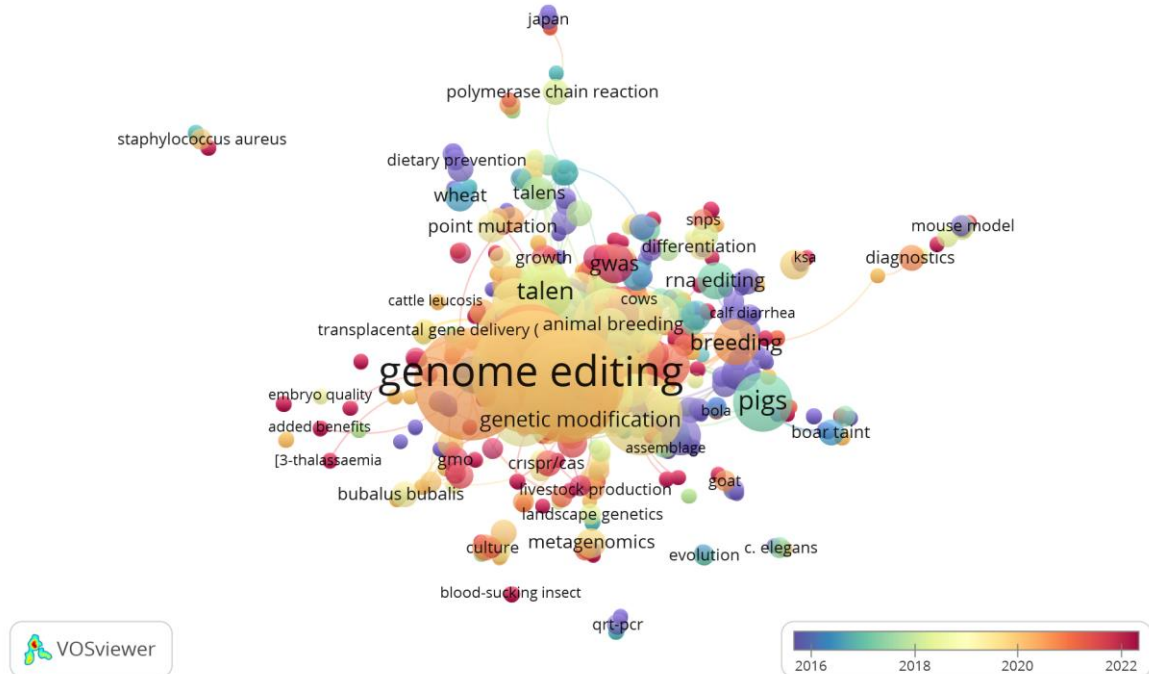 japan
polymerase chain reaction
staphylococcus aureus
dietary prevention
wheat
talens
point mutation
snps
mouse model
differentiation
growth
gwas
diagnostics
ksa
rna editing
talen
cows
cattle leucosis
calf diarrhea
transplacental gene delivery (
animal breeding
breeding
genome editing
embryo quality
pigs
genetic modification
bola
added benefits
boar taint
assemblage
[3-thalassaemia
gmo
crispr/cas
goat
bubalus bubalis
livestock production
landscape genetics
culture
metagenomics
evolution
c. elegans
blood-sucking insect
qrt-pcr
VOSviewer
2016 2018 2020 2022